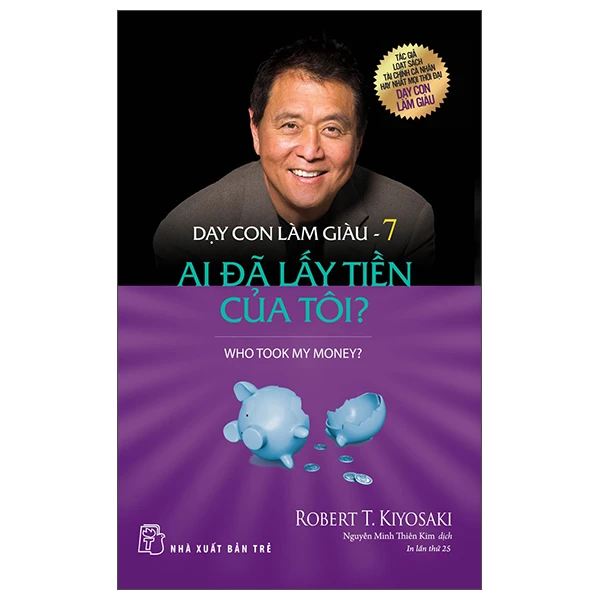 TÁC GIẢ
LOẠT SÁCH
TÀI CHÍNH CÁ NHÂN
HAY NHẤT MỌI THỜI ĐẠI
DẠY CON
LÀM GIÀU
DẠY CON LÀM GIÀU - 7
AI ĐÃ LẤY TIỀN
CỦA TÔI?
WHO TOOK MY MONEY?
ROBERT T. KIYOSAKI
Nguyễn Minh Thiên Kim dịch
In lần thứ 25
NHÀ XUẤT BẢN TRẺ